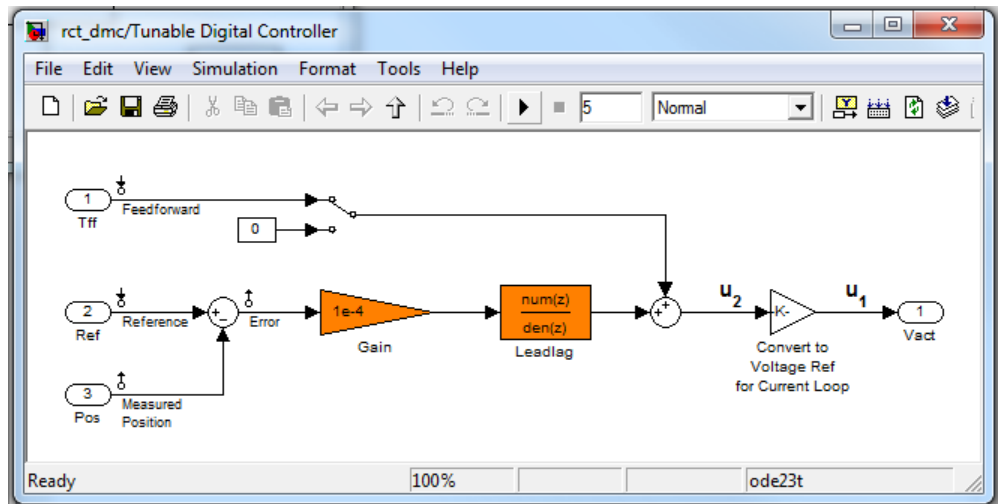 rct_dmc/Tunable Digital Controller
File Edit View Simulation Format Tools Help
5 Normal
1
Tff
Feedforward
0
2
Ref
Reference
+
−
Error
1e-4
Gain
num(z)
den(z)
Leadlag
+
+
u2
-K-
u1
Convert to
Voltage Ref
for Current Loop
1
Vact
3
Pos
Measured
Position
Ready 100% ode23t